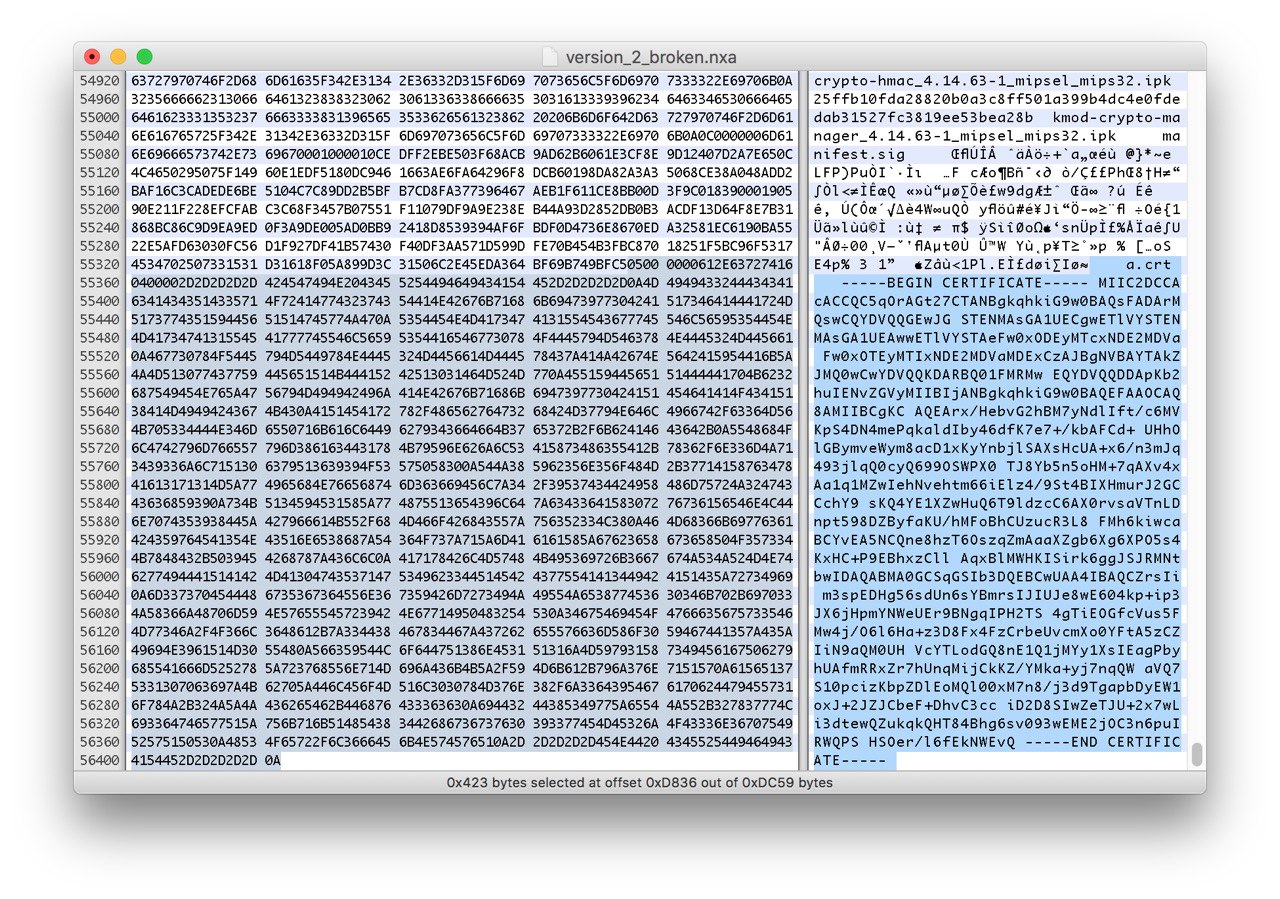 version_2_broken.nxa
54920 63727970746F2D68 6D61635F342E3134 2E36332D315F6D69 7073656C5F6D6970 7333322E69706B0A crypto-hmac_4.14.63-1_mipsel_mips32.ipk
54960 3235666662313066 6461323838323062 3061336338666635 3031613339396234 6463346530666465 25ffb10fda28820b0a3c8ff501a399b4dc4e0fde
55000 6461623331353237 6663333831396565 3533626561323862 20206B6D6F642D63 727970746F2D6D61 dab31527fc3819ee53bea28b kmod-crypto-ma
55040 6E616765725F342E 31342E36332D315F 6D697073656C5F6D 69707333322E6970 6B0A0C0000006D61 nager_4.14.63-1_mipsel_mips32.ipk ma
55080 6E69666573742E73 69670001000010CE DFF2EBE503F68ACB 9AD62B6061E3CF8E 9D12407D2A7E650C nifest.sig
55120 4C4650295075F149 60E1EDF5180DC946 1663AE6FA64296F8 DCB60198DA82A3A3 5068CE38A048ADD2
55160 BAF16C3CADEDE6BE 5104C7C89DD2B5BF B7CD8FA377396467 AEB1F611CE8BB00D 3F9C018390001905
55200 90E211F228EFCFAB C3C68F3457B07551 F11079DF9A9E238E B44A93D2852DB0B3 ACDF13D64F8E7B31
55240 868BC86C9D9EA9ED 0F3A9DE005AD0BB9 2418D8539394AF6F BDF0D4736E8670ED A32581EC6190BA55
55280 22E5AFD63030FC56 D1F927DF41B57430 F40DF3AA571D599D FE70B454B3FBC870 18251F5BC96F5317
55320 4534702507331531 D31618F05A899D3C 31506C2E45EDA364 BF69B749BFC50500 0000612E63727416 a.crt
55360 0400002D2D2D2D2D 424547494E204345 5254494649434154 452D2D2D2D2D0A4D 4949433244434341 -----BEGIN CERTIFICATE----- MIIC2DCCA
55400 6341434351433571 4F72414774323743 54414E42676B7168 6B69473977304241 517346414441724D cACCQC5qOrAGt27CTANBgkqhkiG9w0BAQsFADArM
55440 5173774351594456 51514745774A470A 5354454E4D417347 4131554543677745 546C56595354454E QswCQYDVQQGEwJG STENMAsGA1UECgwETlVYSTEN
55480 4D41734741315545 41777745546C5659 5354416546773078 4F4445794D546378 4E4445324D445661 MAsGA1UEAwwETlVYSTAeFw0xODEyMTcxNDE2MDVa
55520 0A467730784F5445 794D5449784E4445 324D4456614D4445 78437A414A42674E 5642415954416B5A Fw0xOTEyMTIxNDE2MDVaMDExCzAJBgNVBAYTAkZ
55560 4A4D513077437759 445651514B444152 42513031464D524D 770A455159445651 51444441704B6232 JMQ0wCwYDVQQKDARBQ01FMRMw EQYDVQQDDApKb2
55600 687549454E765A47 56794D494942496A 414E42676B71686B 6947397730424151 454641414F434151 huIENvZGVyMIIBIjANBgkqhkiG9w0BAQEFAAOCAQ
55640 38414D4949424367 4B430A4151454172 782F486562764732 68424D37794E646C 4966742F63364D56 8AMIIBCgKC AQEArx/HebvG2hBM7yNdlIft/c6MV
55680 4B705334444E346D 6550716B616C6449 6279343664664B37 65372B2F6B624146 43642B0A5548684F KpS4DN4mePqkaldIby46dfK7e7+/kbAFCd+ UHhO
55720 6C4742796D766557 796D386163443178 4B79596E626A6C53 415873486355412B 78362F6E336D4A71 lGBymveWym8acD1xKyYnbjlSAXsHcUA+x6/n3mJq
55760 3439336A6C715130 6379513639394F53 575058300A544A38 5962356E356F484D 2B37714158763478 493jlqQ0cyQ699OSWPX0 TJ8Yb5n5oHM+7qAXv4x
55800 41613171314D5A77 4965684E76656874 6D363669456C7A34 2F39537434424958 486D75724A324743 Aa1q1MZwIehNvehtm66iElz4/9St4BIXHmurJ2GC
55840 43636859390A734B 5134594531585A77 4875513654396C64 7A63433641583072 767363156546E4C44 CchY9 sKQ4YE1XZwHuQ6T9ldzcC6AX0rvsaVTnLD
55880 6E7074353938445A 427966614B552F68 4D466F426843557A 756352334C380A46 4D68366B69776361 npt598DZByfaKU/hMFoBhCUzucR3L8 FMh6kiwca
55920 424359764541354E 43516E6538687A54 364F737A715A6D41 6161585A67623658 673658504F357334 BCYvEA5NCQne8hzT6OszqZmAaaXZgb6Xg6XPO5s4
55960 4B7848432B503945 4268787A636C6C0A 417178426C4D5748 4B495369726B3667 674A534A524D4E74 KxHC+P9EBhxzCll AqxBlMWHKISirk6ggJSJRMNt
56000 6277494441514142 4D41304743537147 5349623344514542 4377554141344942 4151435A72734969 bwIDAQABMA0GCSqGSIb3DQEBCwUAA4IBAQCZrsIi
56040 0A6D337370454448 6735367364556E36 7359426D7273494A 49554A6538774536 30346B702B697033 m3spEDHg56sdUn6sYBmrsIJIUJe8wE604kp+ip3
56080 4A58366A48706D59 4E57655545723942 4E67714950483254 530A34675469454F 4766635675733546 JX6jHpmYNWeUEr9BNgqIPH2TS 4gTiEOGfcVus5F
56120 4D77346A2F4F366C 3648612B7A334438 467834467A437262 655576636D586F30 59467441357A435A Mw4j/O6l6Ha+z3D8Fx4FzCrbeUvcmXo0YFtA5zCZ
56160 49694E3961514D30 55480A566359544C 6F644751386E4531 51316A4D59793158 7349456167506279 IiN9aQM0UH VcYTLodGQ8nE1Q1jMYy1XsIEagPby
56200 685541666D525278 5A723768556E714D 696A436B4B5A2F59 4D6B612B796A376E 7151570A61565137 hUAfmRRxZr7hUnqMijCkKZ/YMka+yj7nqQW aVQ7
56240 5331307063697A4B 62705A446C456F4D 516C3030784D376E 382F6A3364395467 6170624479455731 S10pcizKbpZDlEoMQl00xM7n8/j3d9TgapbDyEW1
56280 6F784A2B324A5A4A 436265462B446876 433363630A694432 44385349775A6554 4A552B327837774C oxJ+2JZJCbeF+DhvC3cc iD2D8SIwZeTJU+2x7wL
56320 693364746577515A 756B716B51485438 3442686736737630 393377454D45326A 4F43336E36707549 i3dtewQZukqkQHT84Bhg6sv093wEME2jOC3n6puI
56360 52575150530A4853 4F65722F6C366645 6B4E574576510A2D 2D2D2D2D454E4420 4345525449464943 RWQPS HSOer/l6fEkNWEvQ -----END CERTIFIC
56400 4154452D2D2D2D2D 0A ATE-----
0x423 bytes selected at offset 0xD836 out of 0xDC59 bytes